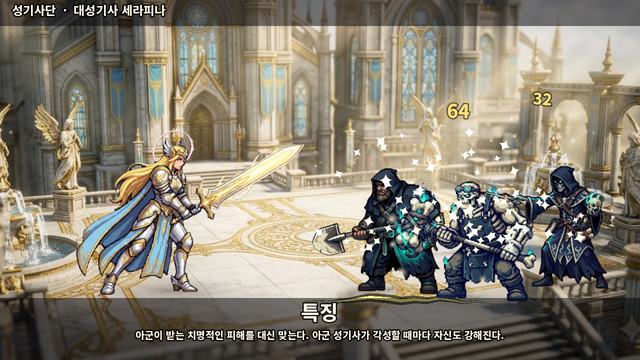 성기사단 · 대성기사 세라피나
64
32
특징
아군이 받는 치명적인 피해를 대신 맞는다. 아군 성기사가 각성할 때마다 자신도 강해진다.